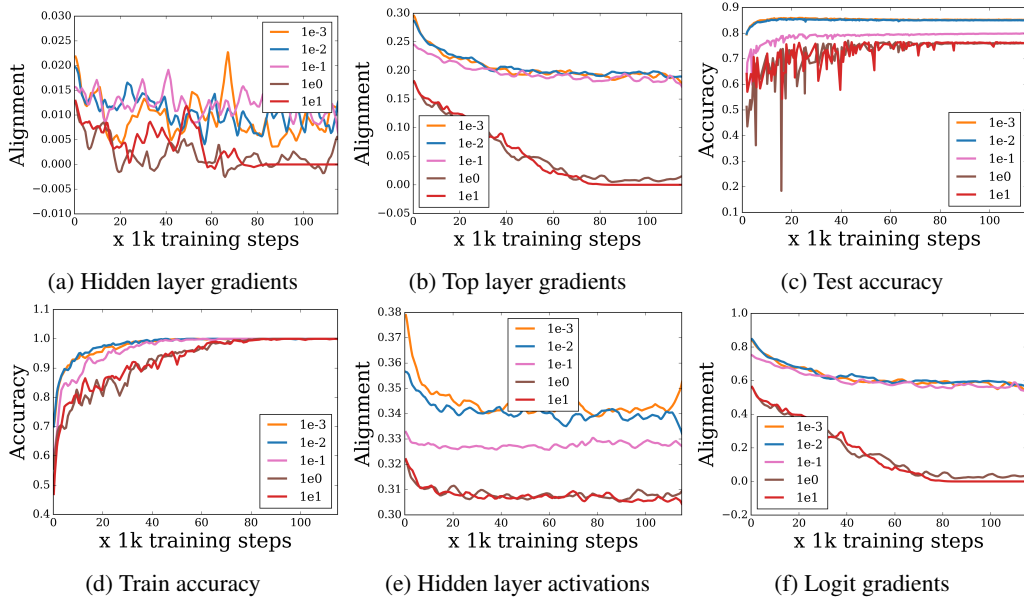 0.030
0.025
0.020
0.015
0.010
0.005
0.000
−0.005
−0.010
0 20 40 60 80 100
Alignment
x 1k training steps
1e-3
1e-2
1e-1
1e0
1e1
(a) Hidden layer gradients
0.30
0.25
0.20
0.15
0.10
0.05
0.00
−0.05
0 20 40 60 80 100
Alignment
x 1k training steps
1e-3
1e-2
1e-1
1e0
1e1
(b) Top layer gradients
0.9
0.8
0.7
0.6
0.5
0.4
0.3
0.2
0.1
0 20 40 60 80 100
Accuracy
x 1k training steps
1e-3
1e-2
1e-1
1e0
1e1
(c) Test accuracy
1.1
1.0
0.9
0.8
0.7
0.6
0.5
0.4
0 20 40 60 80 100
Accuracy
x 1k training steps
1e-3
1e-2
1e-1
1e0
1e1
(d) Train accuracy
0.38
0.37
0.36
0.35
0.34
0.33
0.32
0.31
0.30
0 20 40 60 80 100
Alignment
x 1k training steps
1e-3
1e-2
1e-1
1e0
1e1
(e) Hidden layer activations
1.0
0.8
0.6
0.4
0.2
0.0
−0.2
0 20 40 60 80 100
Alignment
x 1k training steps
1e-3
1e-2
1e-1
1e0
1e1
(f) Logit gradients